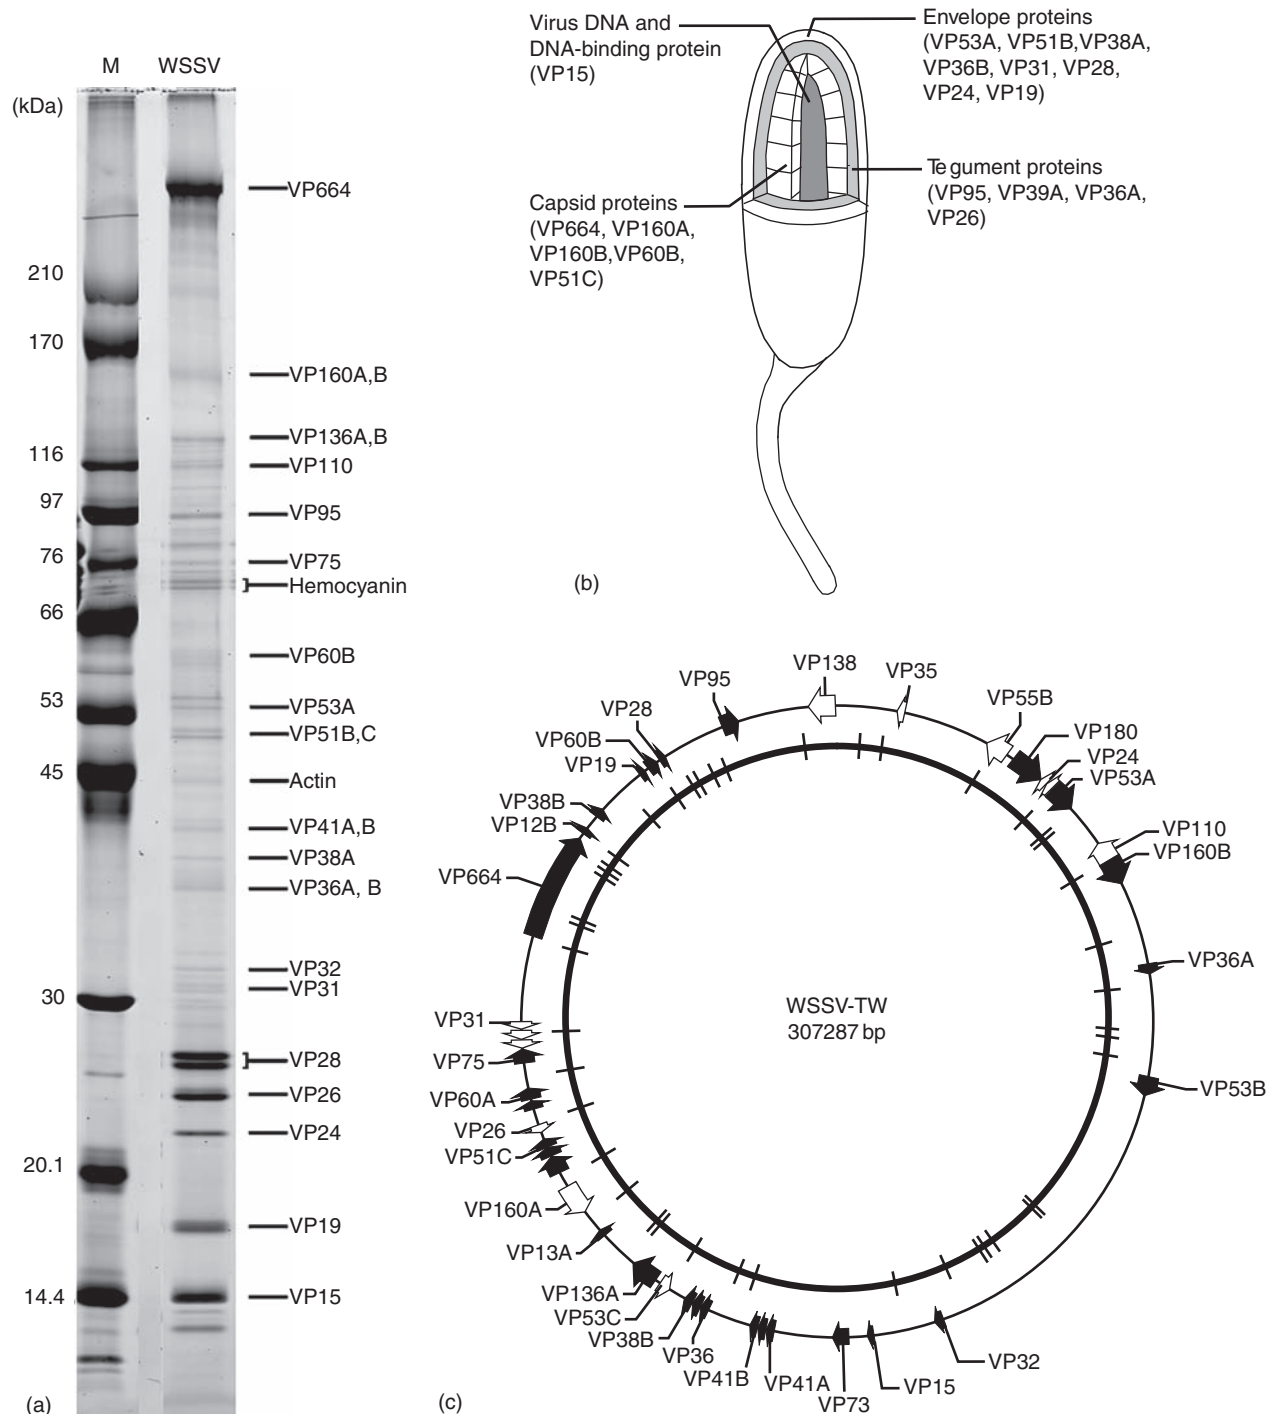 M WSSV
(kDa)
VP664
210
170
VP160A,B
VP136A,B
116
VP110
97
VP95
76
VP75
Hemocyanin
66
VP60B
53
VP53A
VP51B,C
45
Actin
VP41A,B
VP38A
VP36A, B
VP32
30
VP31
VP28
VP26
VP24
20.1
VP19
14.4
VP15
(a)
Virus DNA and
DNA-binding protein
(VP15)
Envelope proteins
(VP53A, VP51B,VP38A,
VP36B, VP31, VP28,
VP24, VP19)
Capsid proteins
(VP664, VP160A,
VP160B,VP60B,
VP51C)
Tegument proteins
(VP95, VP39A, VP36A,
VP26)
(b)
VP138
VP35
VP55B
VP180
VP24
VP53A
VP110
VP160B
VP36A
VP53B
VP32
VP15
VP73
VP41A
VP41B
VP36
VP38B
VP53C
VP136A
VP13A
VP160A
VP51C
VP26
VP60A
VP75
VP31
VP664
VP12B
VP38B
VP19
VP60B
VP28
VP95
WSSV-TW
307287 bp
(c)